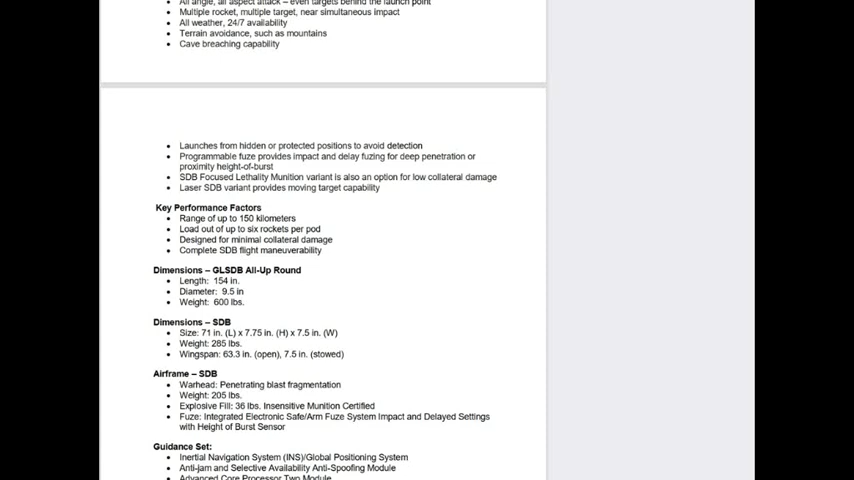 All angle, all aspect attack – even targets behind the launch point
• Multiple rocket, multiple target, near simultaneous impact
• All weather, 24/7 availability
• Terrain avoidance, such as mountains
• Cave breaching capability
• Launches from hidden or protected positions to avoid detection
• Programmable fuze provides impact and delay fuzing for deep penetration or
proximity height-of-burst
• SDB Focused Lethality Munition variant is also an option for low collateral damage
• Laser SDB variant provides moving target capability
Key Performance Factors
• Range of up to 150 kilometers
• Load out of up to six rockets per pod
• Designed for minimal collateral damage
• Complete SDB flight maneuverability
Dimensions – GLSDB All-Up Round
• Length: 154 in.
• Diameter: 9.5 in
• Weight: 600 lbs.
Dimensions – SDB
• Size: 71 in. (L) x 7.75 in. (H) x 7.5 in. (W)
• Weight: 285 lbs.
• Wingspan: 63.3 in. (open), 7.5 in. (stowed)
Airframe – SDB
• Warhead: Penetrating blast fragmentation
• Weight: 205 lbs.
• Explosive Fill: 36 lbs. Insensitive Munition Certified
• Fuze: Integrated Electronic Safe/Arm Fuze System Impact and Delayed Settings
with Height of Burst Sensor
Guidance Set:
• Inertial Navigation System (INS)/Global Positioning System
• Anti-jam and Selective Availability Anti-Spoofing Module
• Advanced Core Processor Two Module